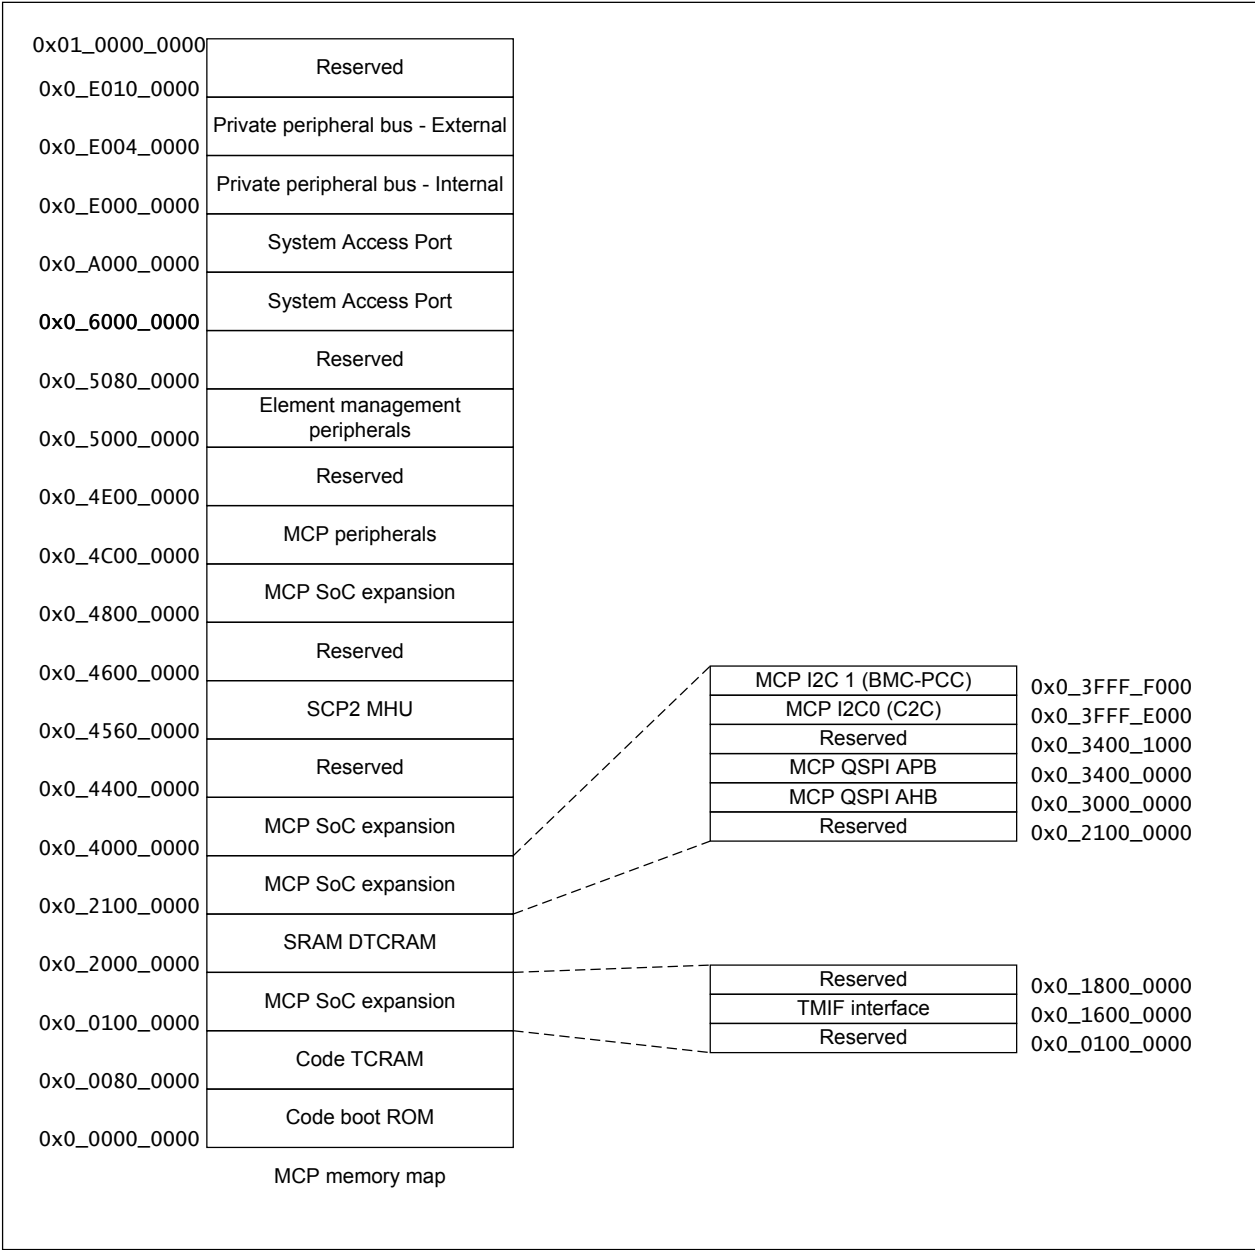 0x01_0000_0000
Reserved
0x0_E010_0000
Private peripheral bus - External
0x0_E004_0000
Private peripheral bus - Internal
0x0_E000_0000
System Access Port
0x0_A000_0000
System Access Port
0x0_6000_0000
Reserved
0x0_5080_0000
Element management
peripherals
0x0_5000_0000
Reserved
0x0_4E00_0000
MCP peripherals
0x0_4C00_0000
MCP SoC expansion
0x0_4800_0000
Reserved
0x0_4600_0000
SCP2 MHU
0x0_4560_0000
Reserved
0x0_4400_0000
MCP SoC expansion
0x0_4000_0000
MCP SoC expansion
0x0_2100_0000
SRAM DTCRAM
0x0_2000_0000
MCP SoC expansion
0x0_0100_0000
Code TCRAM
0x0_0080_0000
Code boot ROM
0x0_0000_0000
MCP memory map
MCP I2C 1 (BMC-PCC)
0x0_3FFF_F000
MCP I2C0 (C2C)
0x0_3FFF_E000
Reserved
0x0_3400_1000
MCP QSPI APB
0x0_3400_0000
MCP QSPI AHB
0x0_3000_0000
Reserved
0x0_2100_0000
Reserved
0x0_1800_0000
TMIF interface
0x0_1600_0000
Reserved
0x0_0100_0000